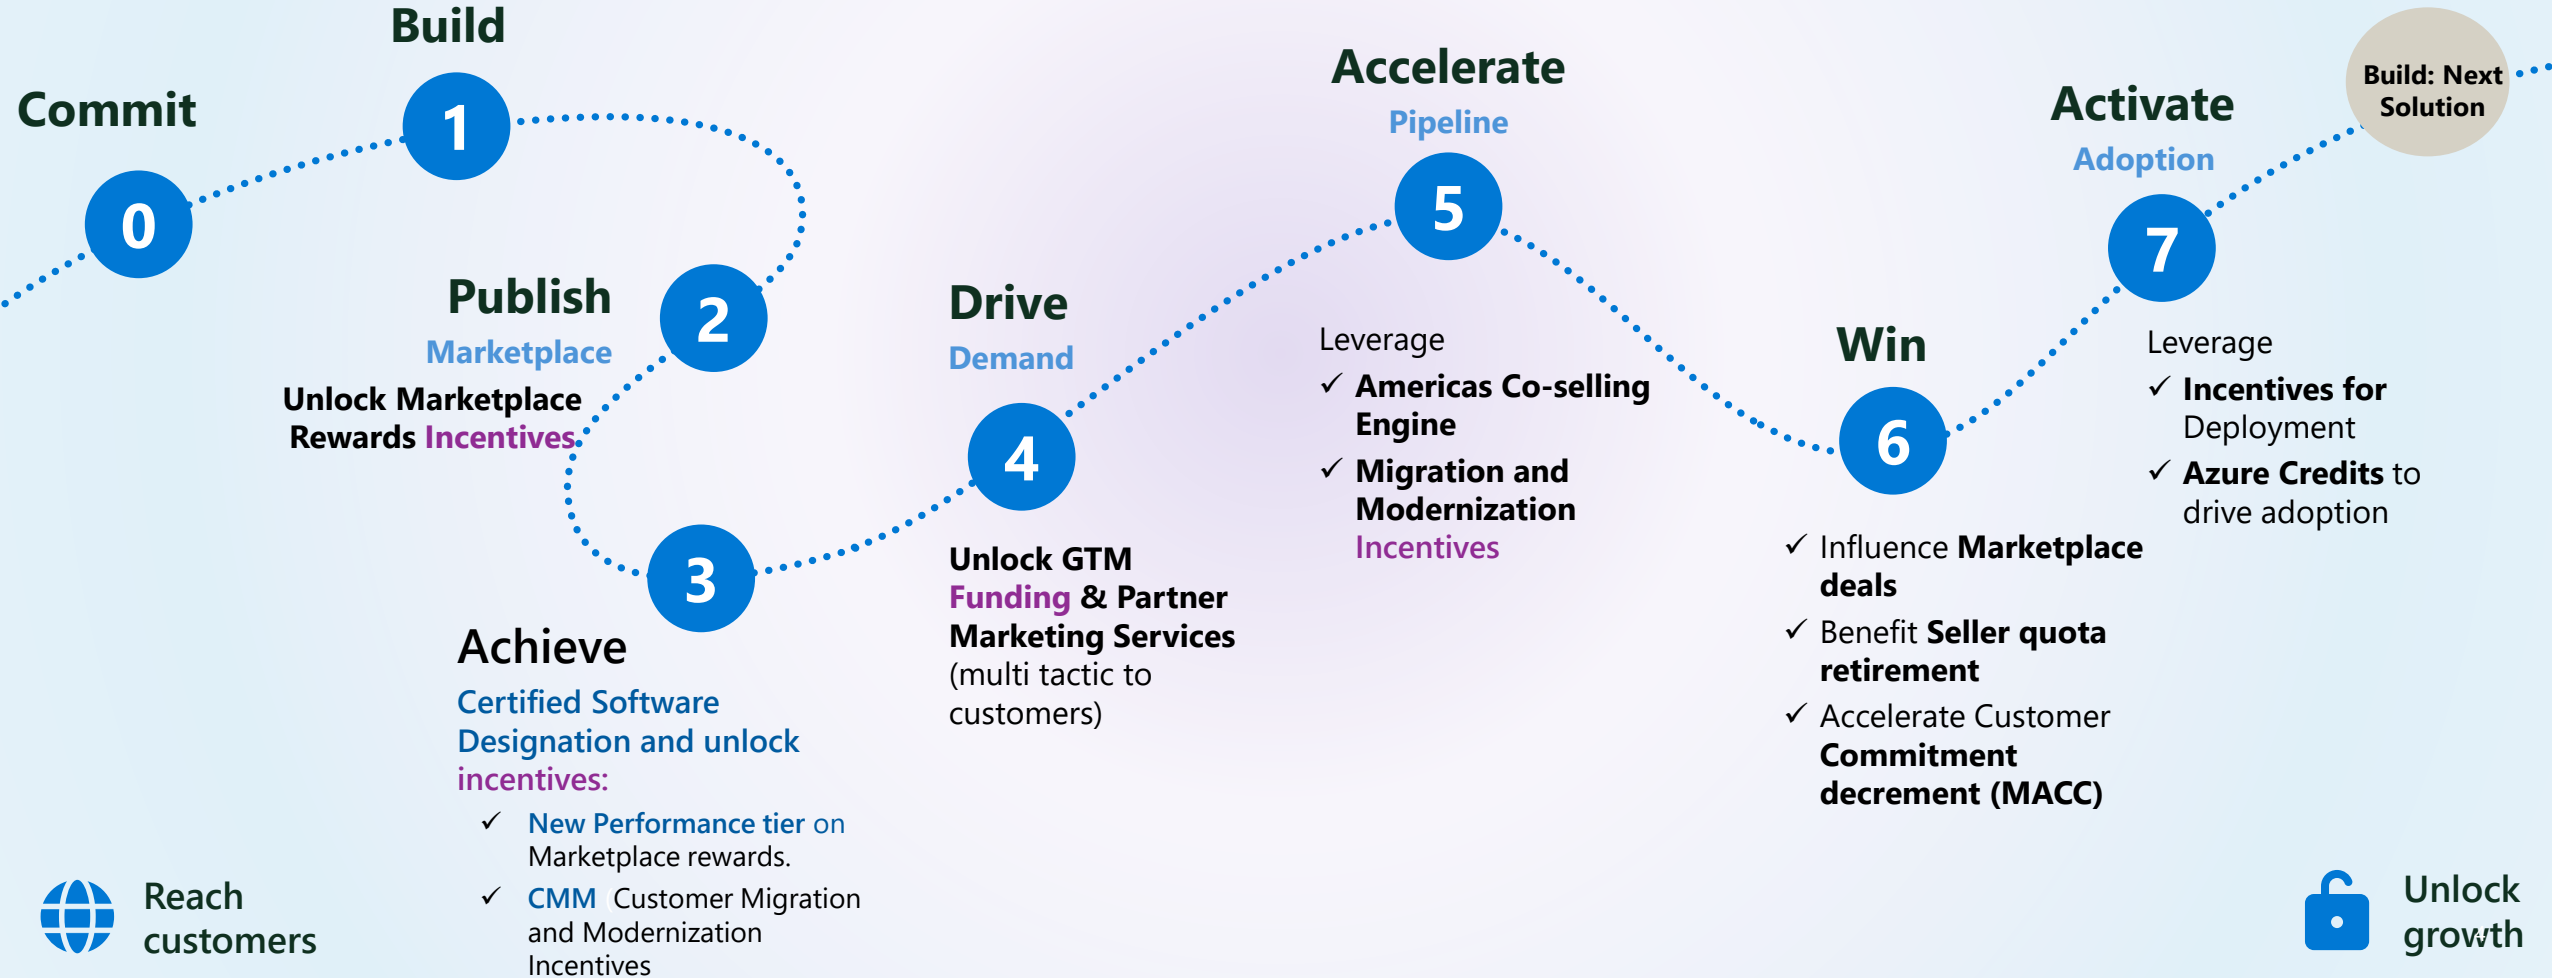 Commit
0
Build
1
Publish
Marketplace
Unlock Marketplace
Rewards Incentives
2
3
Achieve
Certified Software
Designation and unlock
incentives:
✓ New Performance tier on
Marketplace rewards.
✓ CMM (Customer Migration
and Modernization
Incentives
Drive
Demand
4
Unlock GTM
Funding & Partner
Marketing Services
(multi tactic to
customers)
Accelerate
Pipeline
5
Leverage
✓ Americas Co-selling
Engine
✓ Migration and
Modernization
Incentives
Win
6
✓ Influence Marketplace
deals
✓ Benefit Seller quota
retirement
✓ Accelerate Customer
Commitment
decrement (MACC)
Activate
Adoption
7
Leverage
✓ Incentives for
Deployment
✓ Azure Credits to
drive adoption
Build: Next
Solution
Reach
customers
Unlock
growth